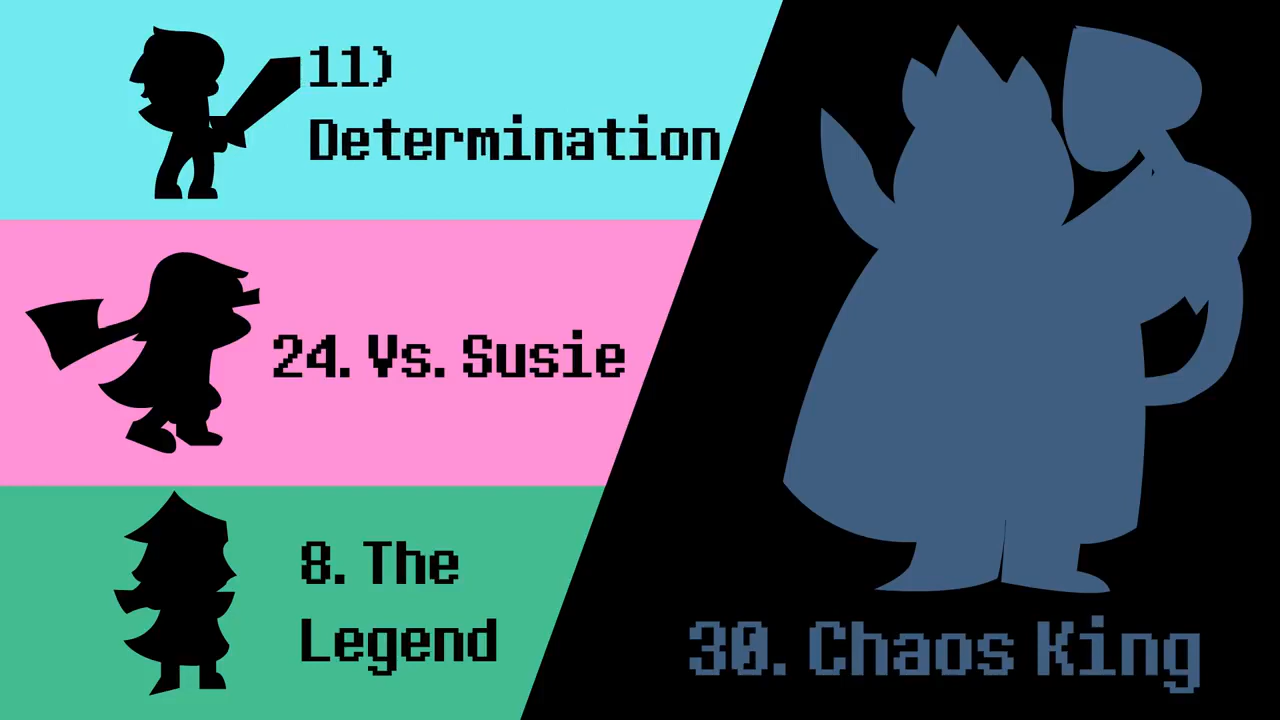 11)
Determination
24. Vs. Susie
8. The
Legend
30. Chaos King